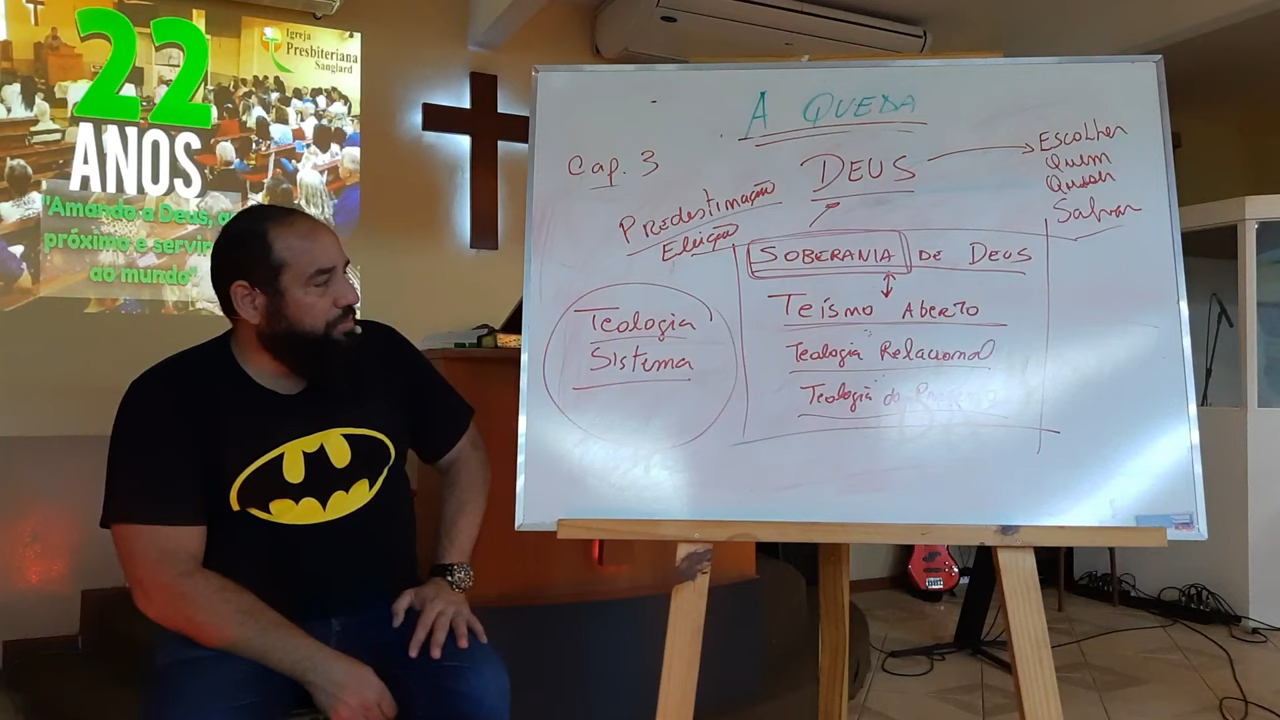 22
ANOS
"Amando a Deus, a
próximo e servir
ao mundo"
Igreja
Presbiteriana
Sanglard
A QUEDA
Cap. 3
DEUS
Escolher
Quem
Quiser
Salvar
Predestinação
Eleição
SOBERANIA DE DEUS
Teísmo Aberto
Teologia Relacional
Teologia do
Teologia
Sistema